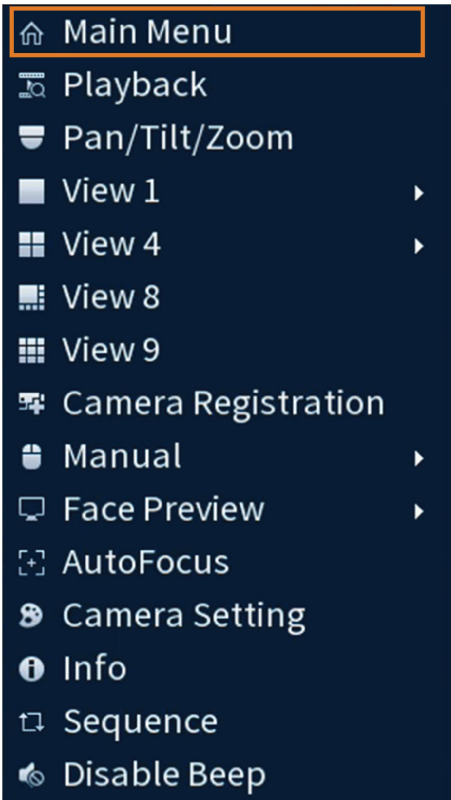 Main Menu
Playback
Pan/Tilt/Zoom
View 1
View 4
View 8
View 9
Camera Registration
Manual
Face Preview
AutoFocus
Camera Setting
Info
Sequence
Disable Beep